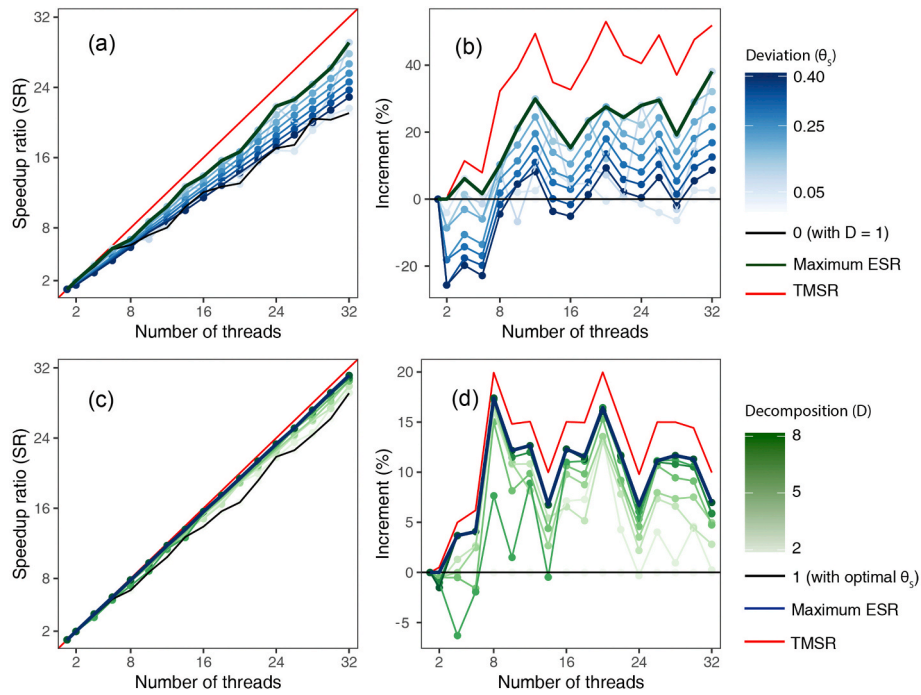 (a)
Speedup ratio (SR)
32
24
16
8
2
2 8 16 24 32
Number of threads
(b)
Increment (%)
40
20
0
-20
2 8 16 24 32
Number of threads
Deviation (θs)
0.40
0.25
0.05
0 (with D = 1)
Maximum ESR
TMSR
(c)
Speedup ratio (SR)
32
24
16
8
2
2 8 16 24 32
Number of threads
(d)
Increment (%)
20
15
10
5
0
-5
2 8 16 24 32
Number of threads
Decomposition (D)
8
5
2
1 (with optimal θs)
Maximum ESR
TMSR